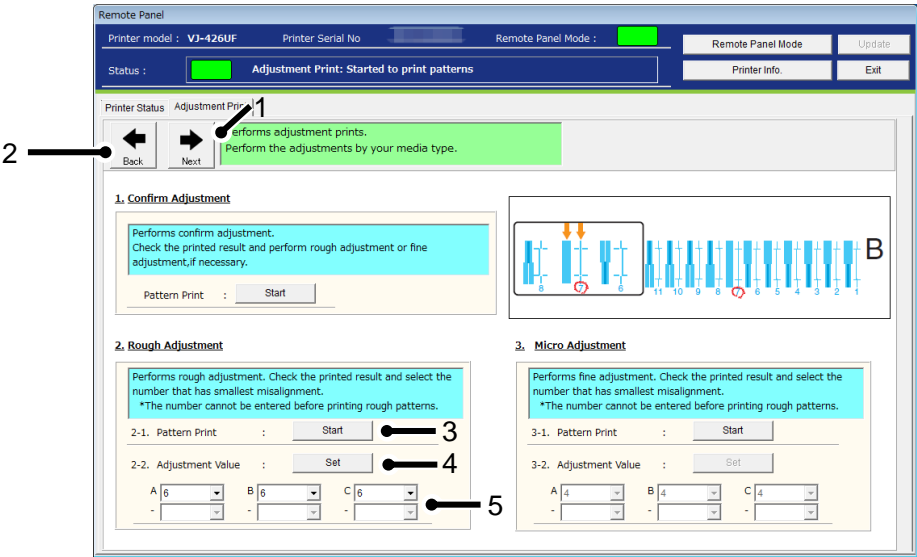 Remote Panel
Printer model : VJ-426UF Printer Serial No Remote Panel Mode :
Remote Panel Mode Update
Status : Adjustment Print: Started to print patterns
Printer Info. Exit
Printer Status Adjustment Prin
1
2
Back Next
erforms adjustment prints.
Perform the adjustments by your media type.
1. Confirm Adjustment
Performs confirm adjustment.
Check the printed result and perform rough adjustment or fine
adjustment,if necessary.
Pattern Print : Start
8 7 6
11 10 9 8 7 6 5 4 3 2 1
B
2. Rough Adjustment
Performs rough adjustment. Check the printed result and select the
number that has smallest misalignment.
*The number cannot be entered before printing rough patterns.
2-1. Pattern Print : Start
3
2-2. Adjustment Value : Set
4
A 6 B 6 C 6
- - -
5
3. Micro Adjustment
Performs fine adjustment. Check the printed result and select the
number that has smallest misalignment.
*The number cannot be entered before printing rough patterns.
3-1. Pattern Print : Start
3-2. Adjustment Value : Set
A 4 B 4 C 4
- - -